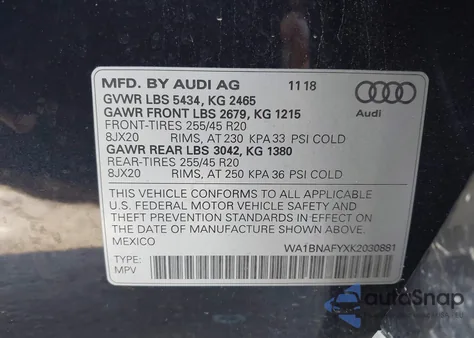 MFD. BY AUDI AG 11 18
GVWR LBS 5434, KG 2465
GAWR FRONT LBS 2679, KG 1215
FRONT-TIRES 255/45 R20
8JX20 RIMS, AT 230 KPA 33 PSI COLD
GAWR REAR LBS 3042, KG 1380
REAR-TIRES 255/45 R20
8JX20 RIMS, AT 250 KPA 36 PSI COLD
Audi
THIS VEHICLE CONFORMS TO ALL APPLICABLE
U.S. FEDERAL MOTOR VEHICLE SAFETY AND
THEFT PREVENTION STANDARDS IN EFFECT ON
THE DATE OF MANUFACTURE SHOWN ABOVE.
MEXICO WA1BNAFYXK2030881
TYPE:
MPV
autoSnap